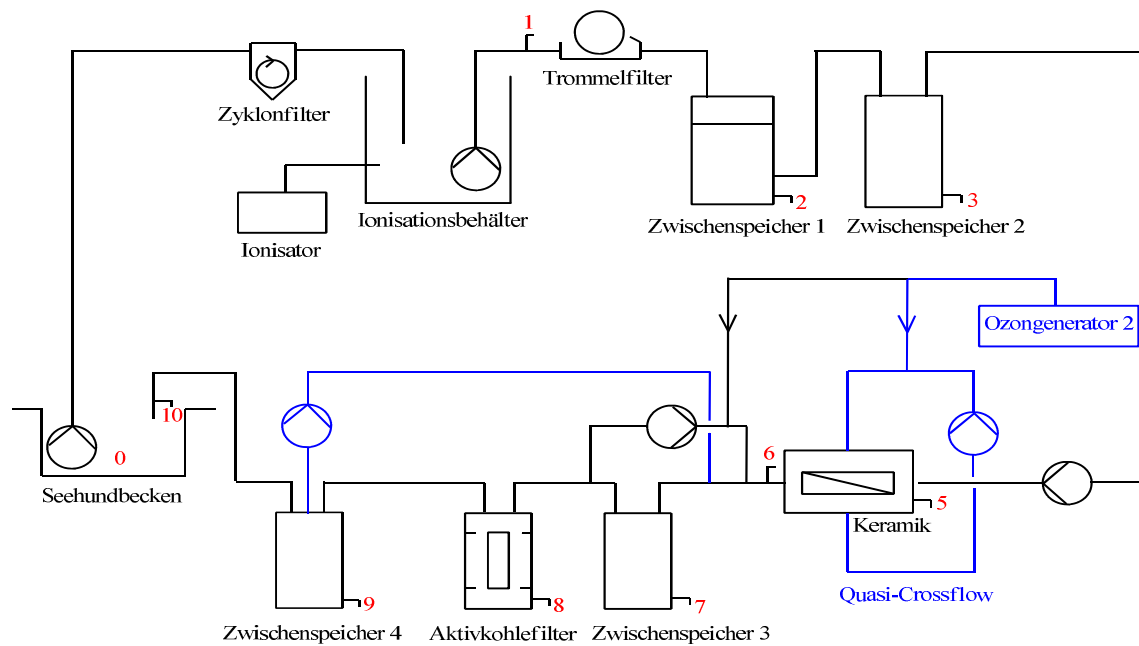 1
Trommelfilter
Zyklonfilter
Ionisationsbehälter
Ionisator
2
Zwischenspeicher 1
3
Zwischenspeicher 2
Ozongenerator 2
10
0
Seehundbecken
6
5
Keramik
Quasi-Crossflow
9
Zwischenspeicher 4
8
Aktivkohlefilter
7
Zwischenspeicher 3